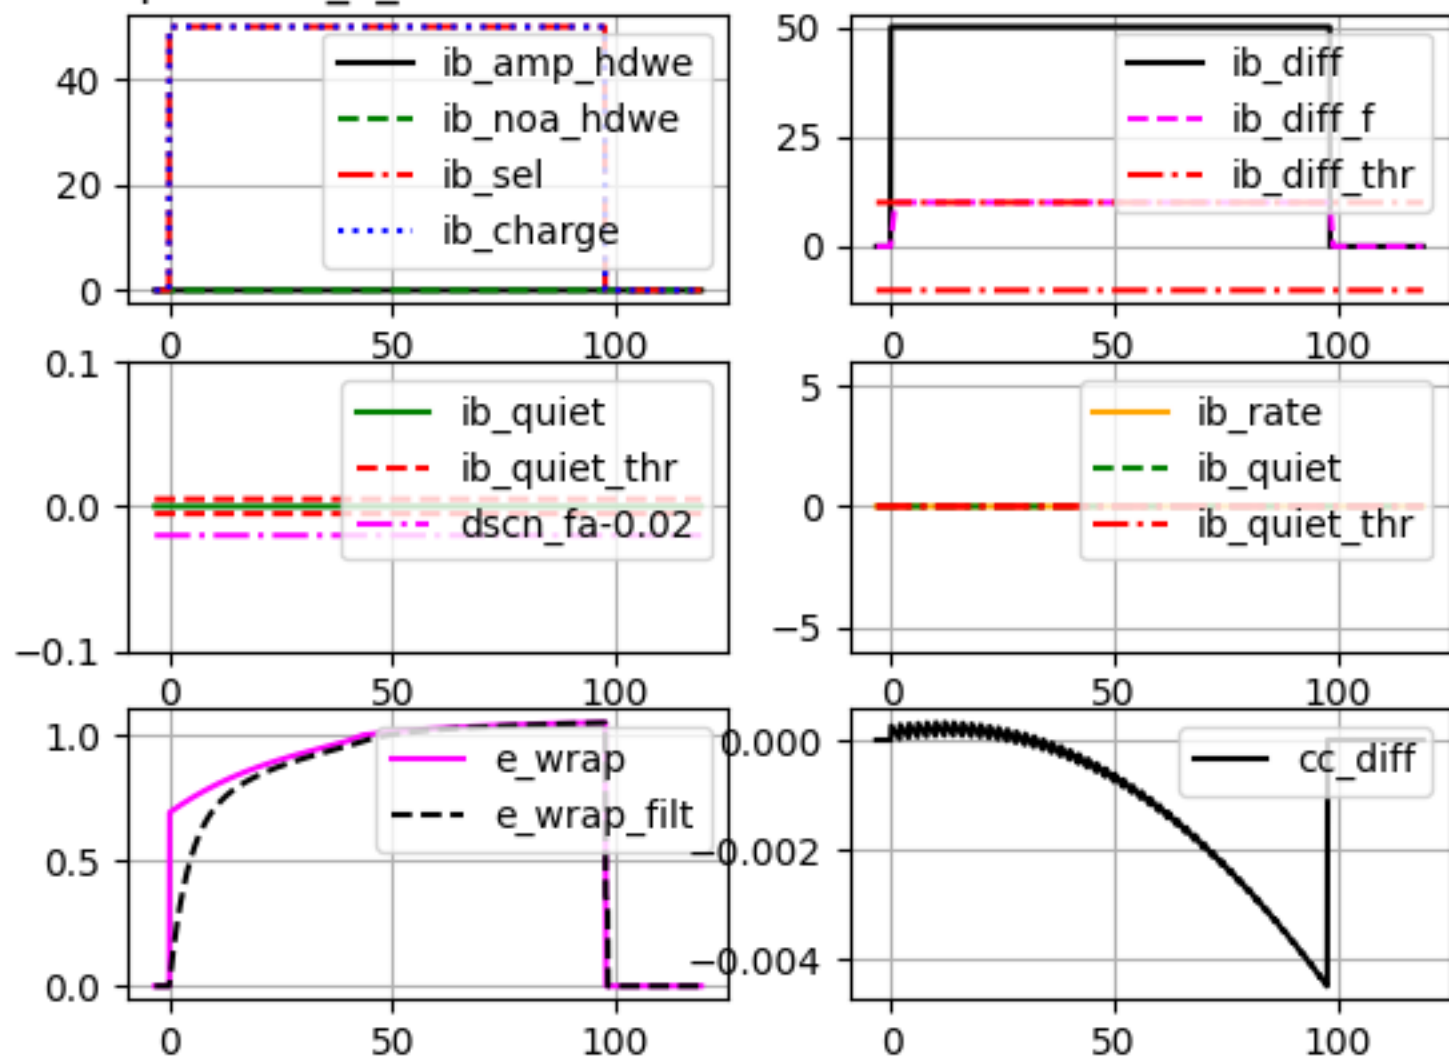 40
20
0
ib_amp_hdwe
ib_noa_hdwe
ib_sel
ib_charge
0 50 100
50
25
0
ib_diff
ib_diff_f
ib_diff_thr
0 50 100
0.1
0.0
−0.1
ib_quiet
ib_quiet_thr
dscn_fa-0.02
0 50 100
5
0
−5
ib_rate
ib_quiet
ib_quiet_thr
0 50 100
1.0
0.5
0.0
e_wrap
e_wrap_filt
0 50 100
0.000
−0.002
−0.004
cc_diff
0 50 100